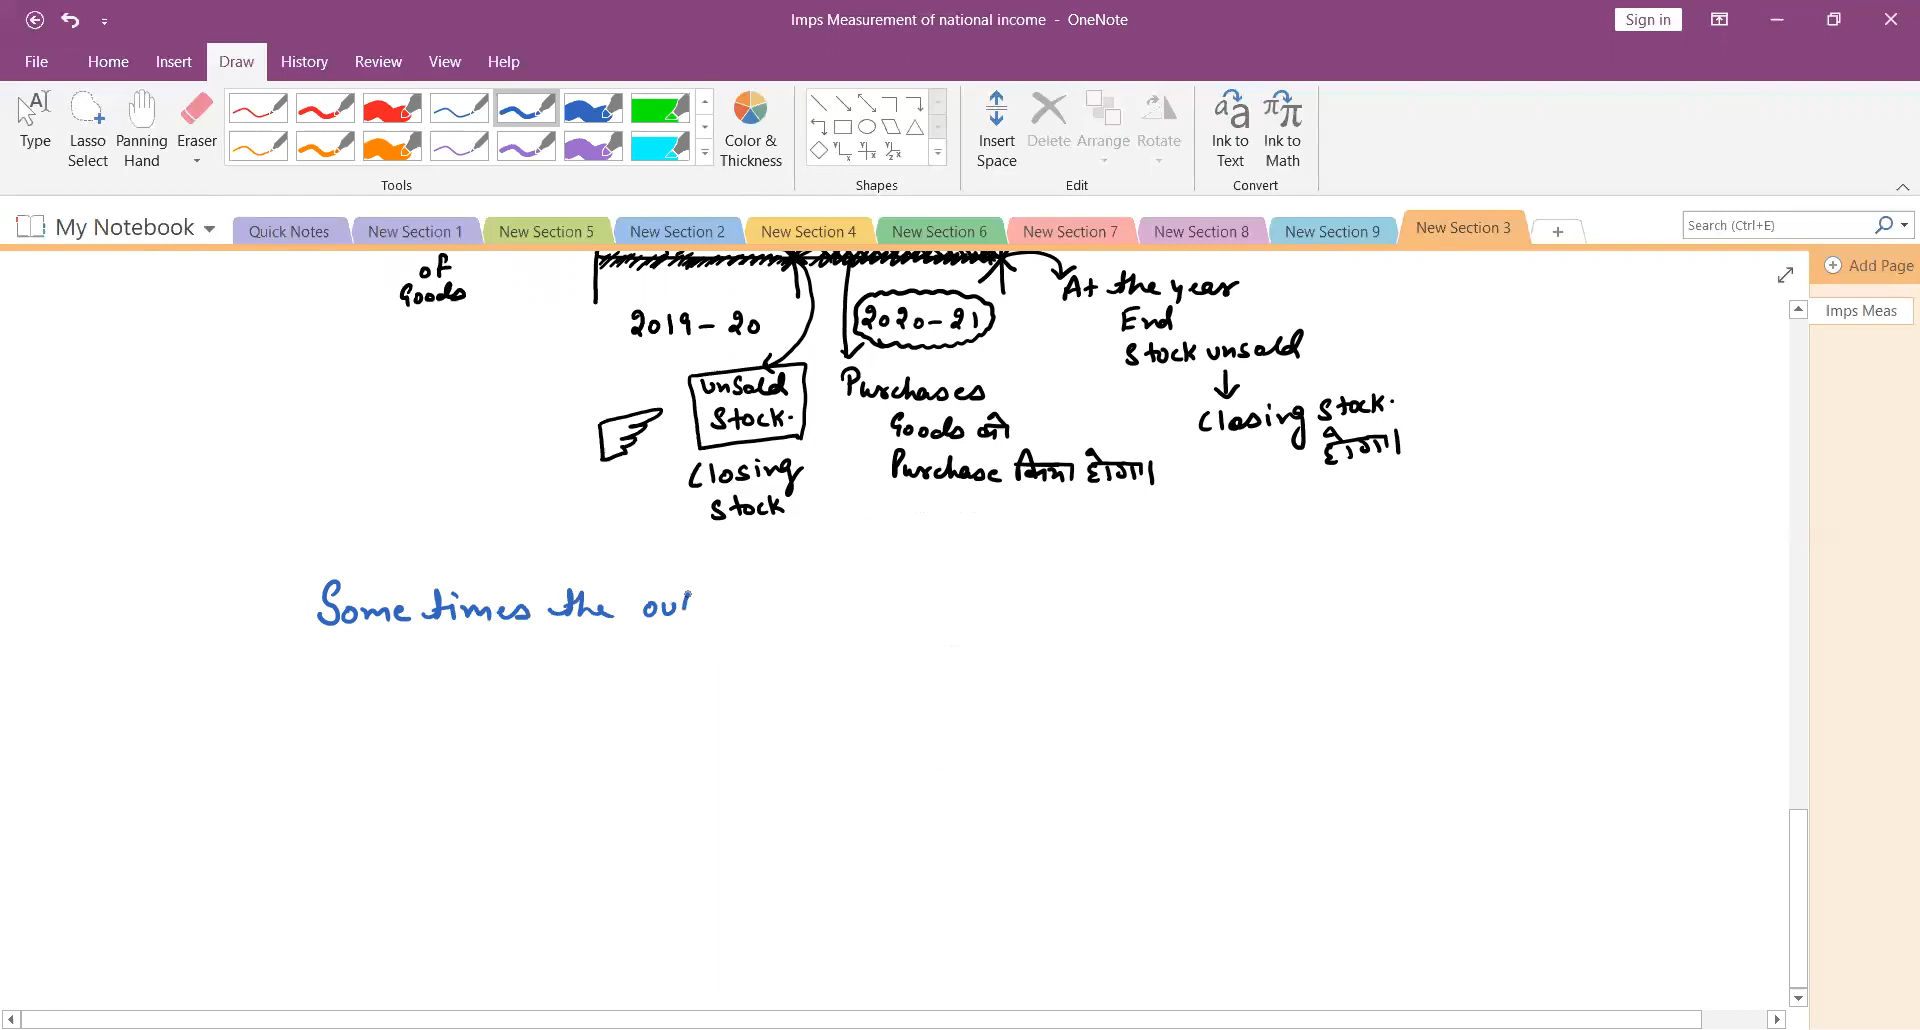 Imps Measurement of national income - OneNote
Sign in
File Home Insert Draw History Review View Help
Type
Lasso Select
Panning Hand
Eraser
Color & Thickness
Insert Space
Delete
Arrange
Rotate
Ink to Text
Ink to Math
Tools
Shapes
Edit
Convert
My Notebook
Quick Notes
New Section 1
New Section 5
New Section 2
New Section 4
New Section 6
New Section 7
New Section 8
New Section 9
New Section 3
Search (Ctrl+E)
Add Page
Imps Meas
of
Goods
2019-20
2020-21
At the year
End
Stock unsold
Closing Stock.
होगा
unsold
Stock.
Closing
Stock
Purchases
Goods को
Purchase किया होगा
Some times the ou